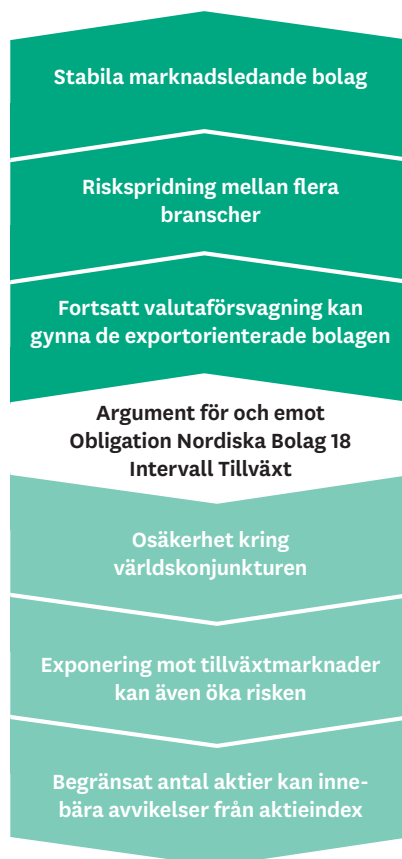 Stabila marknadsledande bolag
Riskspridning mellan flera
branscher
Fortsatt valutaförsvagning kan
gynna de exportorienterade bolagen
Argument för och emot
Obligation Nordiska Bolag 18
Intervall Tillväxt
Osäkerhet kring
världskonjunkturen
Exponering mot tillväxtmarknader
kan även öka risken
Begränsat antal aktier kan inne-
bära avvikelser från aktieindex